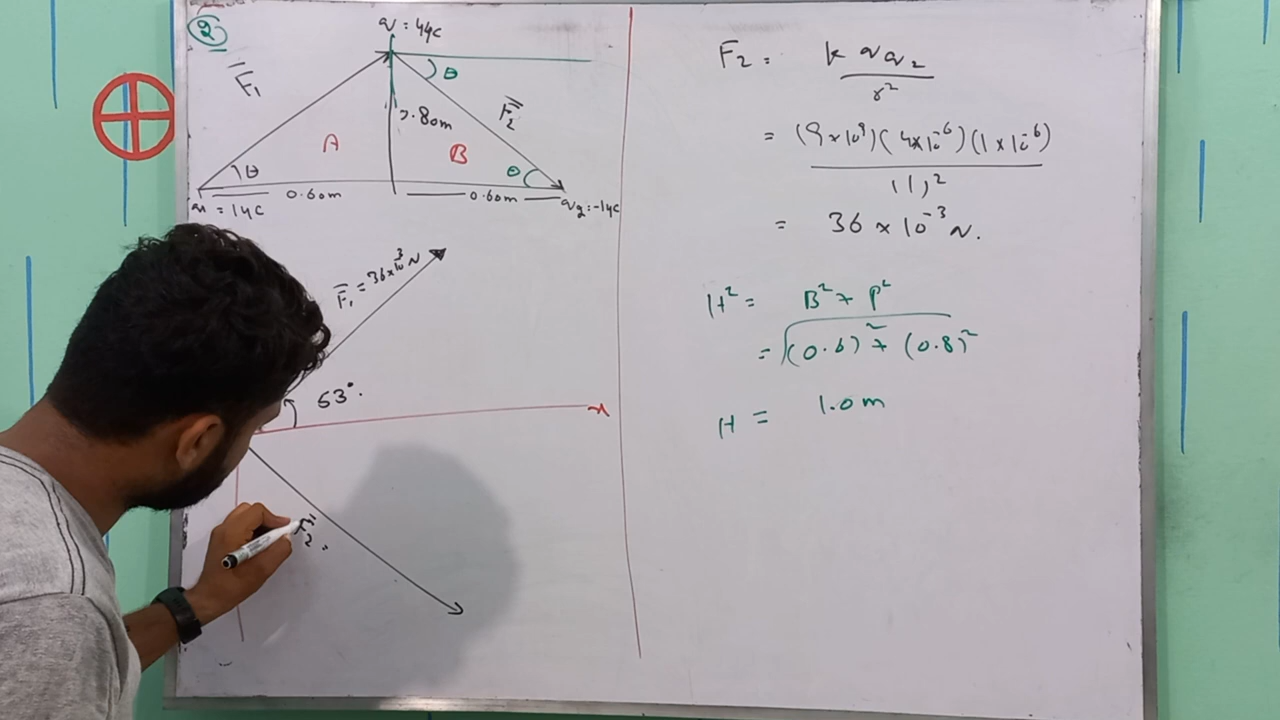 2
q = 4μc
F₁
θ
0.80m
F₂
A
B
θ
θ
0.60m
0.60m
q₁ = 1μc
q₂=-1μc
F₁ = 36×10³ N
53°.
F₂.
F₂ = k q q₂
r²
= (9×10⁹)(4×10⁻⁶)(1×10⁻⁶)
(1)²
= 36 × 10⁻³ N.
H² = B² + P²
= √(0.6)² + (0.8)²
H = 1.0 m